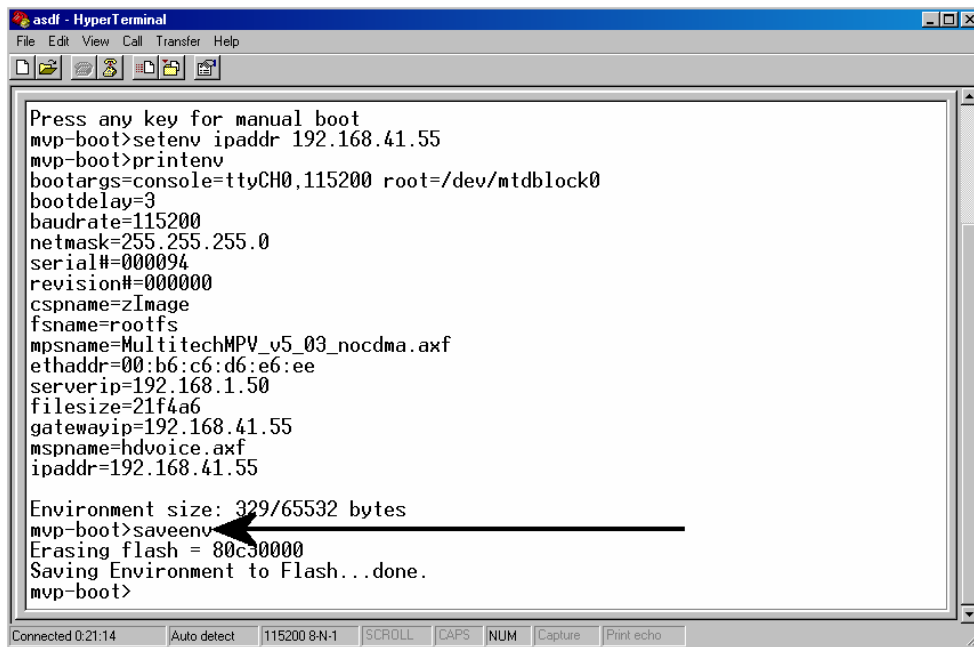 asdf - HyperTerminal
File Edit View Call Transfer Help
Press any key for manual boot
mvp-boot>setenv ipaddr 192.168.41.55
mvp-boot>printenv
bootargs=console=ttyCH0,115200 root=/dev/mtdblock0
bootdelay=3
baudrate=115200
netmask=255.255.255.0
serial#=000094
revision#=000000
cspname=zImage
fsname=rootfs
mpsname=MultitechMPV_v5_03_nocdma.axf
ethaddr=00:b6:c6:d6:e6:ee
serverip=192.168.1.50
filesize=21f4a6
gatewayip=192.168.41.55
mspname=hdvoice.axf
ipaddr=192.168.41.55
Environment size: 329/65532 bytes
mvp-boot>saveenv
Erasing flash = 80c30000
Saving Environment to Flash...done.
mvp-boot>
Connected 0:21:14 Auto detect 115200 8-N-1 SCROLL CAPS NUM Capture Print echo